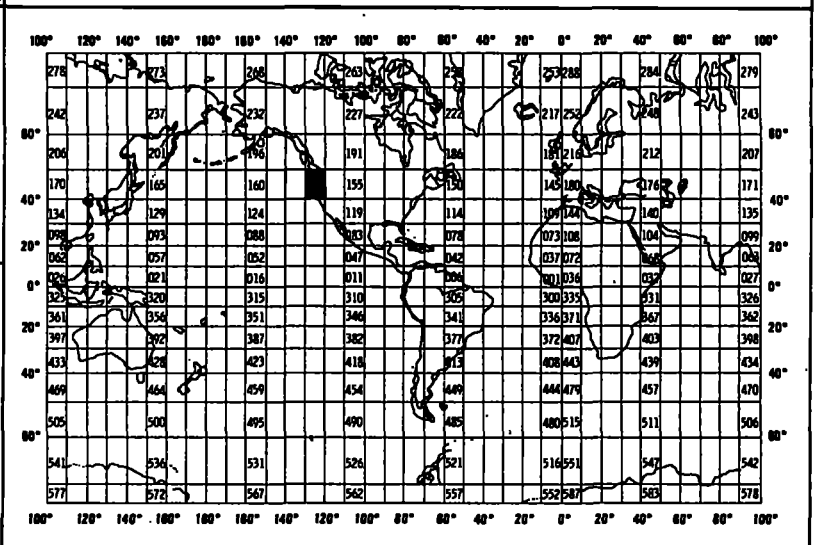 100° 120° 140° 160° 180° 160° 140° 120° 100° 80° 60° 40° 20° 0° 20° 40° 60° 80° 100°
278 273 268 263 258 253 288 284 279
242 237 232 227 222 217 252 248 243
60° 60°
206 201 196 191 186 181 216 212 207
170 165 160 155 150 145 180 176 171
40° 40°
134 129 124 119 114 109 144 140 135
098 093 088 083 078 073 108 104 099
20° 20°
062 057 052 047 042 037 072 068 063
026 021 016 011 006 001 036 032 027
0° 0°
325 320 315 310 305 300 335 331 326
361 356 351 346 341 336 371 367 362
20° 20°
397 392 387 382 377 372 407 403 398
433 428 423 418 413 408 443 439 434
40° 40°
469 464 459 454 449 444 479 457 470
505 500 495 490 485 480 515 511 506
60° 60°
541 536 531 526 521 516 551 547 542
577 572 567 562 557 552 587 583 578
100° 120° 140° 160° 180° 160° 140° 120° 100° 80° 60° 40° 20° 0° 20° 40° 60° 80° 100°